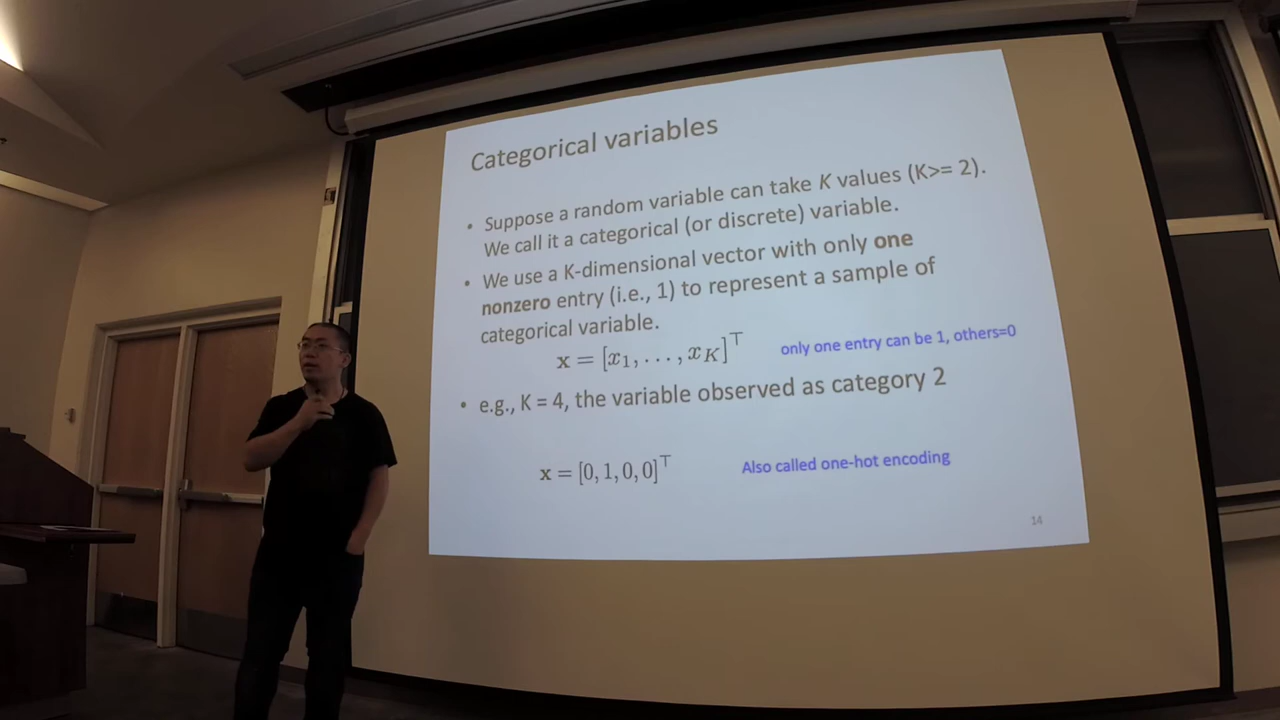 Categorical variables
• Suppose a random variable can take K values (K>= 2).
We call it a categorical (or discrete) variable.
• We use a K-dimensional vector with only one
nonzero entry (i.e., 1) to represent a sample of
categorical variable.
x = [x₁, . . . , x_K]⊤ only one entry can be 1, others=0
• e.g., K = 4, the variable observed as category 2
x = [0, 1, 0, 0]⊤ Also called one-hot encoding
14